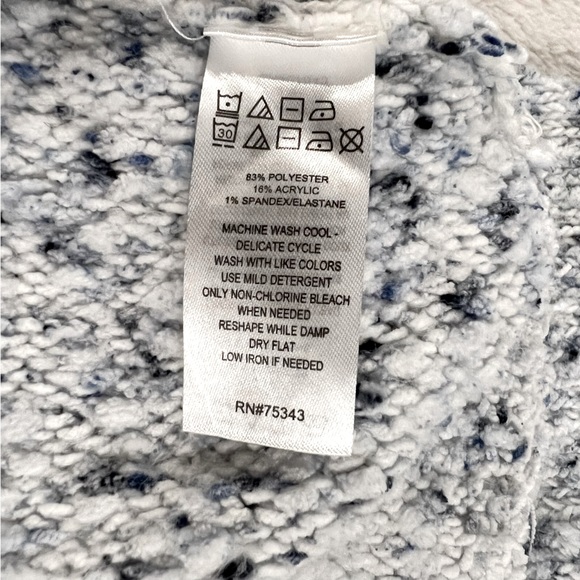 30
83% POLYESTER
16% ACRYLIC
1% SPANDEX/ELASTANE
MACHINE WASH COOL -
DELICATE CYCLE
WASH WITH LIKE COLORS
USE MILD DETERGENT
ONLY NON-CHLORINE BLEACH
WHEN NEEDED
RESHAPE WHILE DAMP
DRY FLAT
LOW IRON IF NEEDED
RN#75343